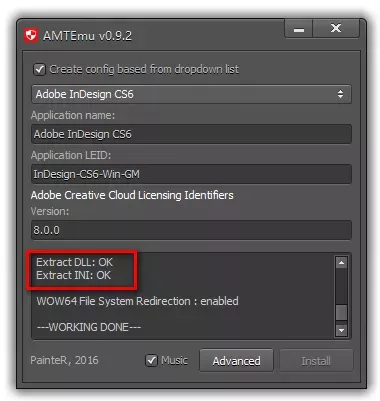 AMTEmu v0.9.2
Create config based from dropdown list
Adobe InDesign CS6
Application name:
Adobe InDesign CS6
Application LEID:
InDesign-CS6-Win-GM
Adobe Creative Cloud Licensing Identifiers
Version:
8.0.0
Extract DLL: OK
Extract INI: OK
WOW64 File System Redirection : enabled
---WORKING DONE---
PainteR, 2016 Music Advanced Install